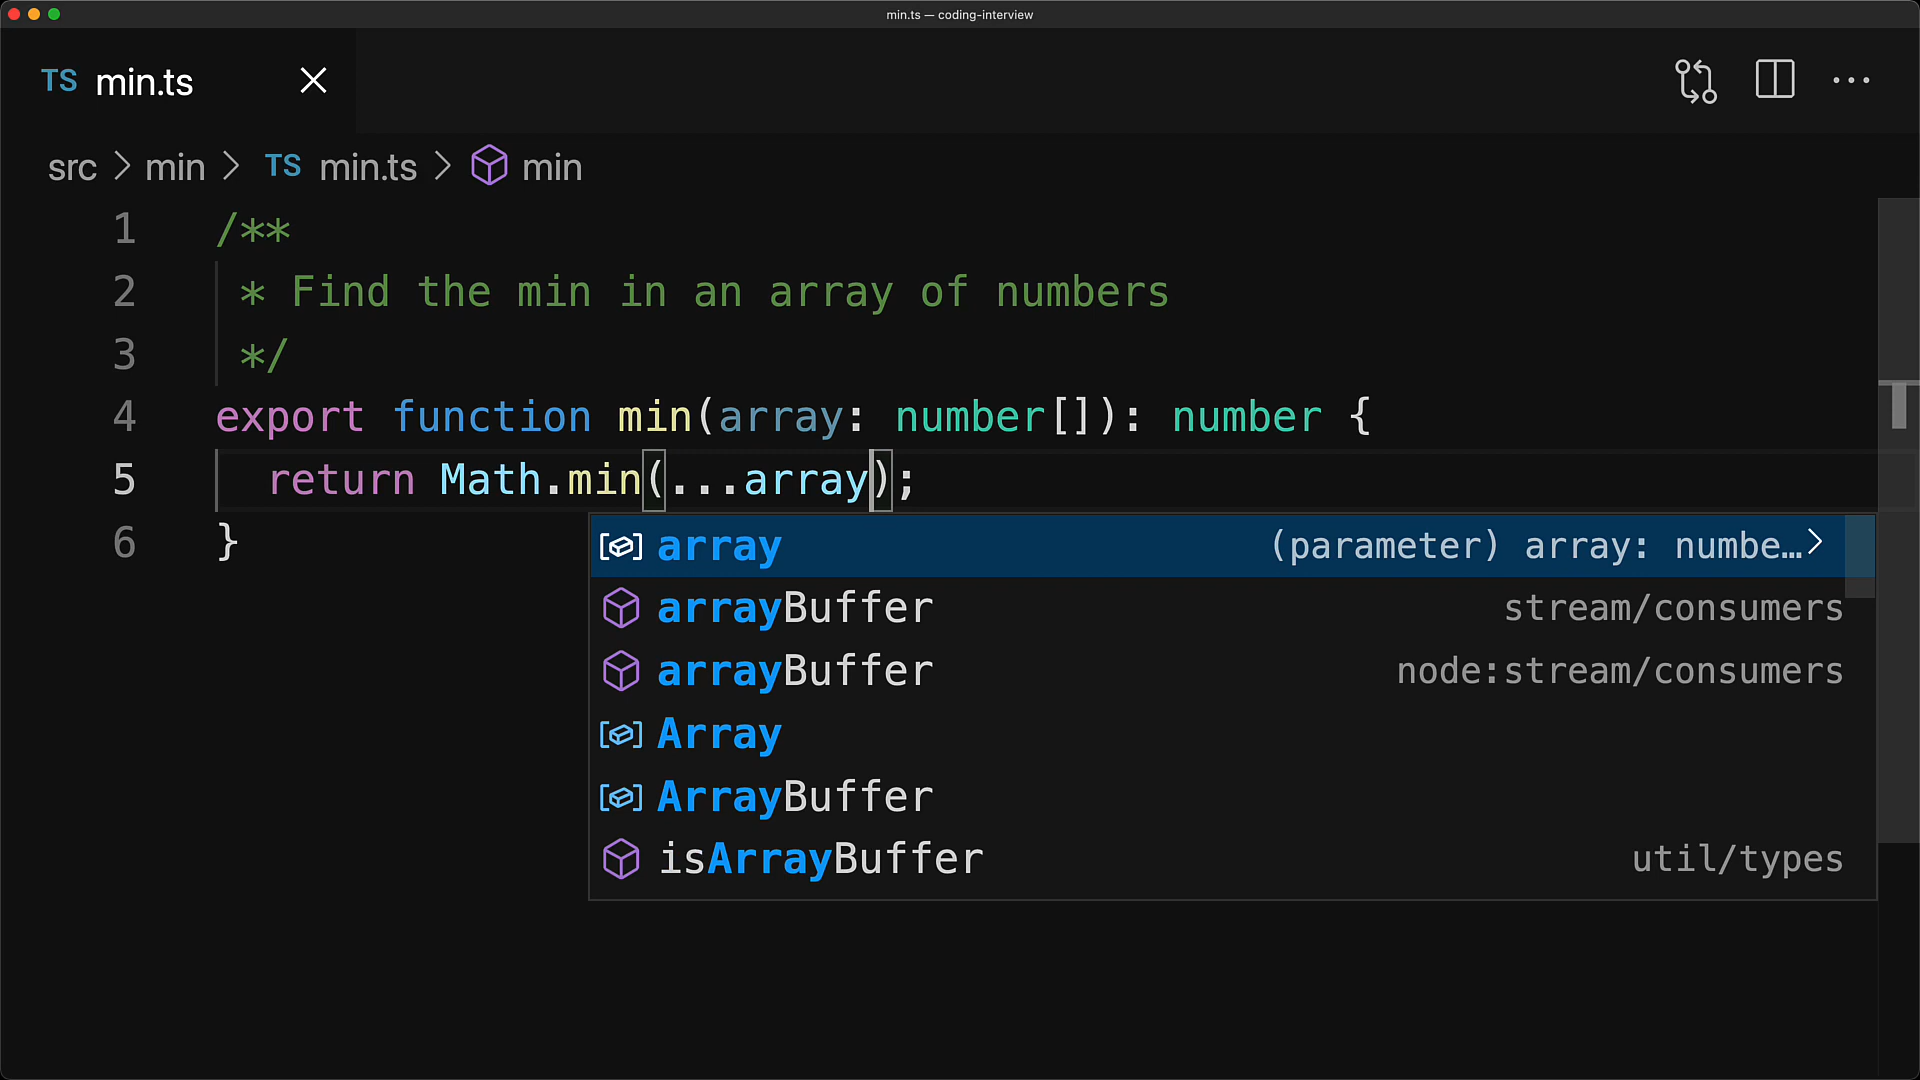 min.ts — coding-interview
TS min.ts
src > min > TS min.ts > min
1 /**
2 * Find the min in an array of numbers
3 */
4 export function min(array: number[]): number {
5 return Math.min(...array);
6 }
array (parameter) array: numbe…>
arrayBuffer stream/consumers
arrayBuffer node:stream/consumers
Array
ArrayBuffer
isArrayBuffer util/types